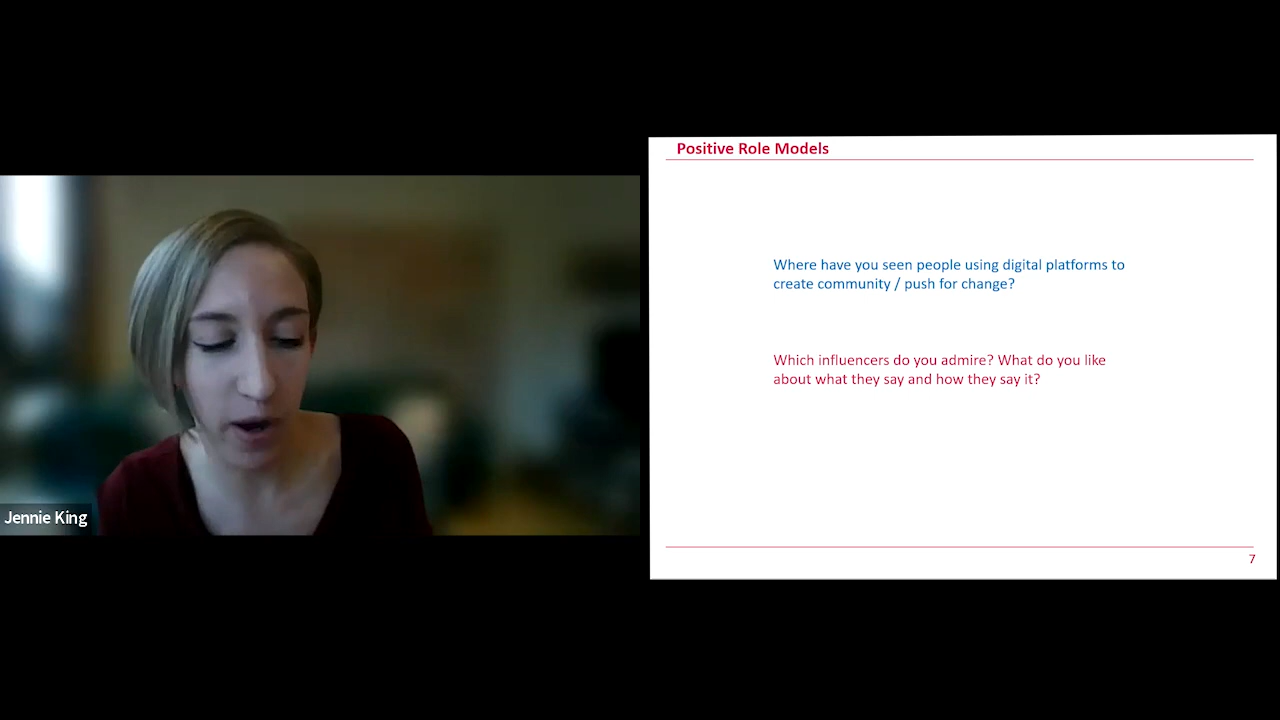 Positive Role Models
Where have you seen people using digital platforms to
create community / push for change?
Which influencers do you admire? What do you like
about what they say and how they say it?
Jennie King
7